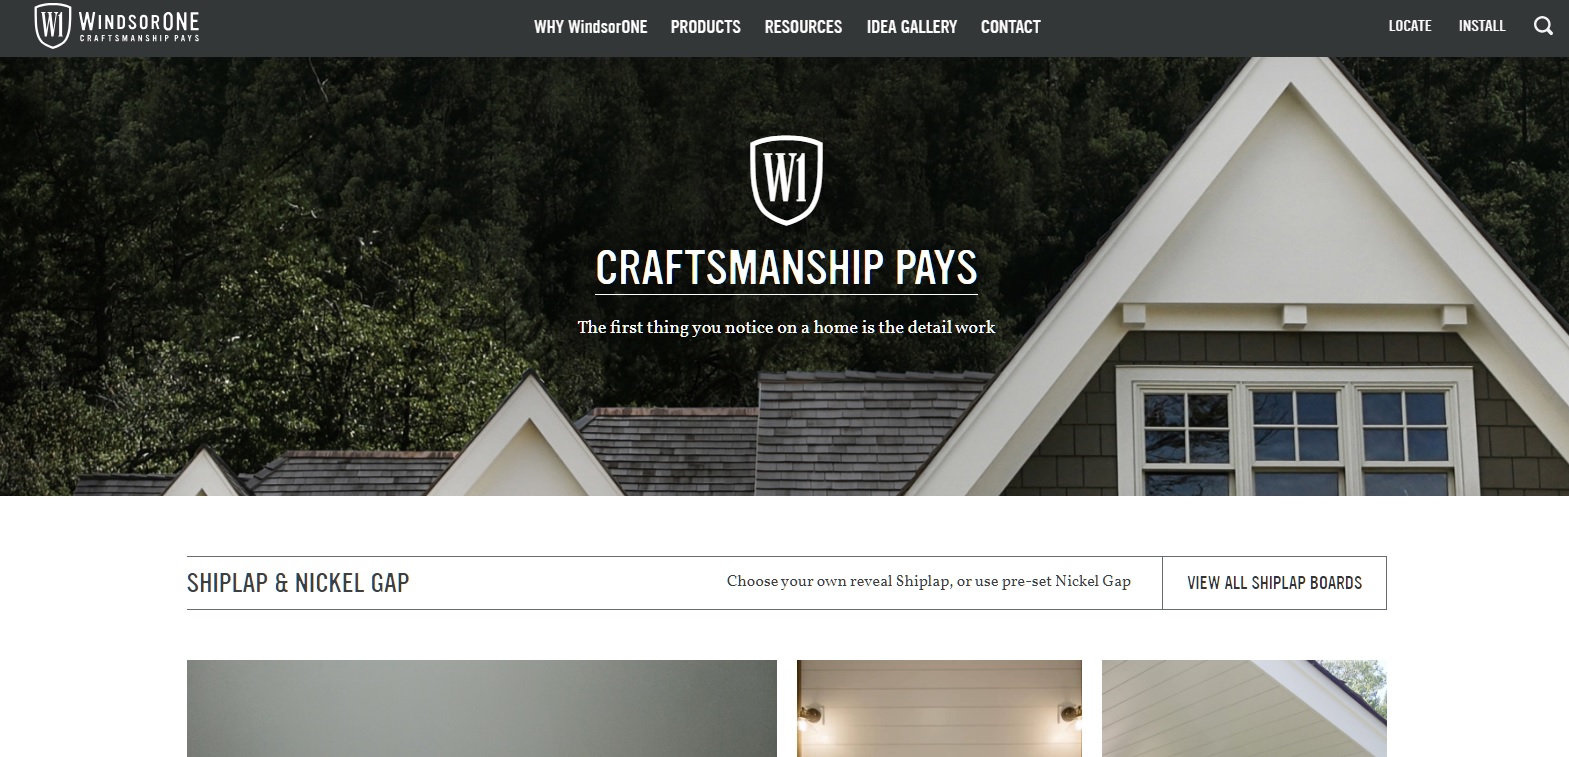 W1 WINDSORONE
CRAFTSMANSHIP PAYS
WHY WindsorONE PRODUCTS RESOURCES IDEA GALLERY CONTACT
LOCATE INSTALL
W1
CRAFTSMANSHIP PAYS
The first thing you notice on a home is the detail work
SHIPLAP & NICKEL GAP
Choose your own reveal Shiplap, or use pre-set Nickel Gap
VIEW ALL SHIPLAP BOARDS